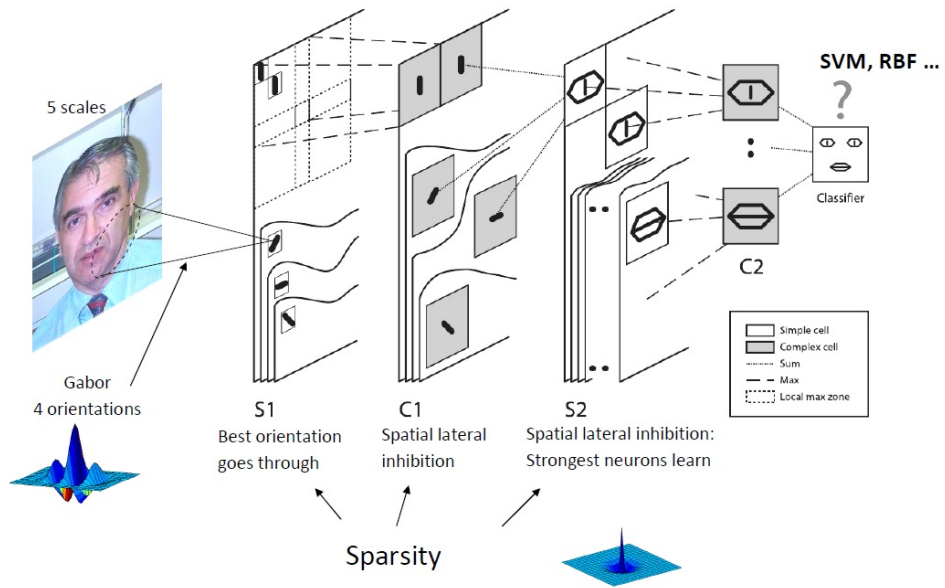 SVM, RBF ...
5 scales
?
Classifier
C2
Simple cell
Complex cell
Sum
Max
Local max zone
Gabor
4 orientations
S1
C1
S2
Best orientation
goes through
Spatial lateral
inhibition
Spatial lateral inhibition:
Strongest neurons learn
Sparsity